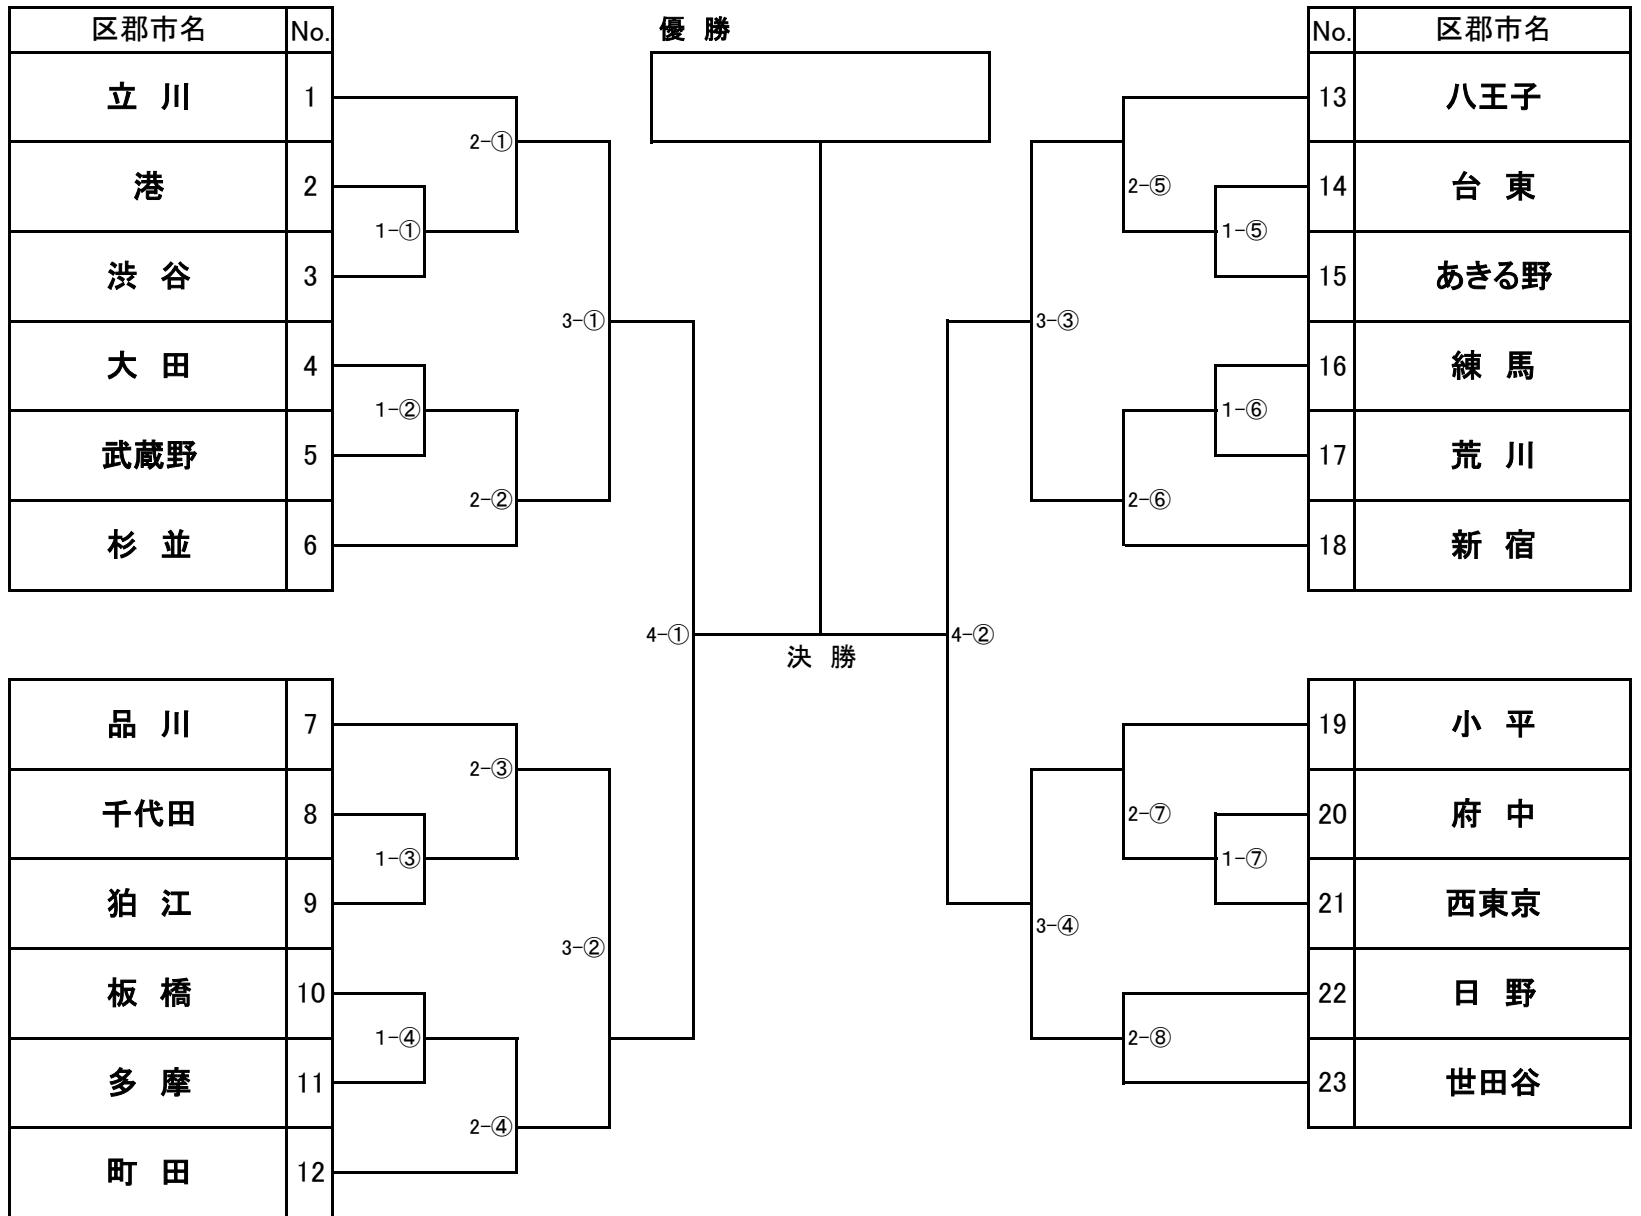 区郡市名 No.
優 勝
No. 区郡市名
立 川 1
港 2
渋 谷 3
大 田 4
武蔵野 5
杉 並 6
品 川 7
千代田 8
狛 江 9
板 橋 10
多 摩 11
町 田 12
1-①
1-②
1-③
1-④
2-①
2-②
2-③
2-④
3-①
3-②
4-①
決 勝
4-②
3-③
3-④
2-⑤
2-⑥
2-⑦
2-⑧
1-⑤
1-⑥
1-⑦
13 八王子
14 台 東
15 あきる野
16 練 馬
17 荒 川
18 新 宿
19 小 平
20 府 中
21 西東京
22 日 野
23 世田谷